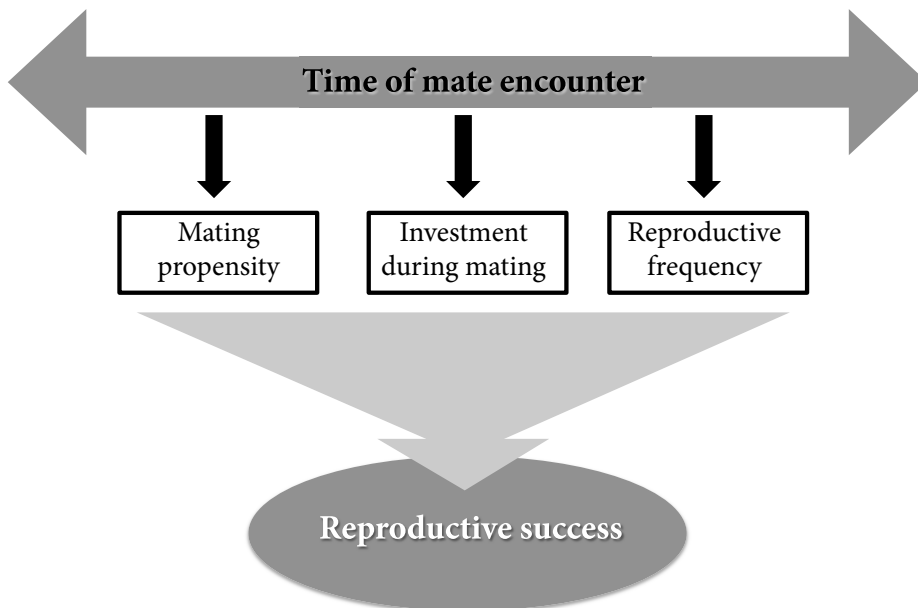 Time of mate encounter
Mating
propensity
Investment
during mating
Reproductive
frequency
Reproductive success